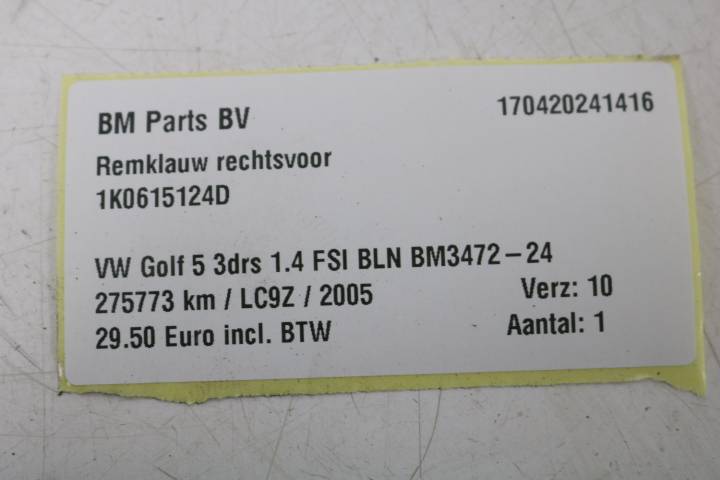 BM Parts BV 170420241416
Remklauw rechtsvoor
1K0615124D
VW Golf 5 3drs 1.4 FSI BLN BM3472-24
275773 km / LC9Z / 2005 Verz: 10
29.50 Euro incl. BTW Aantal: 1